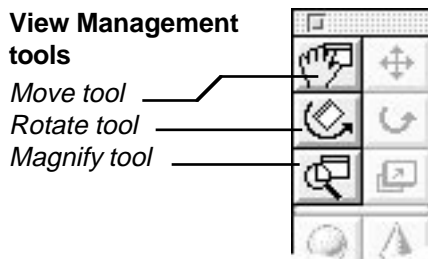 View Management
tools
Move tool
Rotate tool
Magnify tool